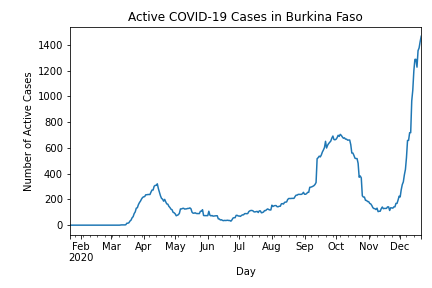 Active COVID-19 Cases in Burkina Faso
Number of Active Cases
1400
1200
1000
800
600
400
200
0
Feb Mar Apr May Jun Jul Aug Sep Oct Nov Dec
2020
Day